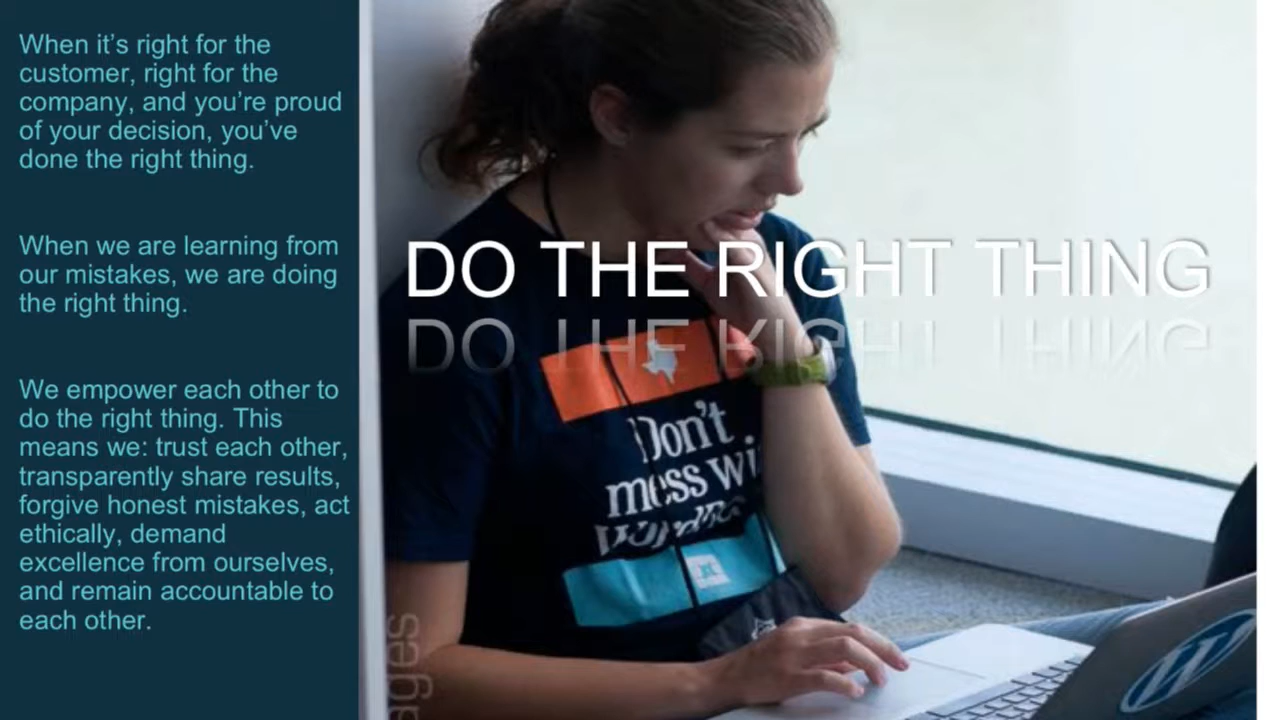 When it’s right for the
customer, right for the
company, and you’re proud
of your decision, you’ve
done the right thing.
When we are learning from
our mistakes, we are doing
the right thing.
We empower each other to
do the right thing. This
means we: trust each other,
transparently share results,
forgive honest mistakes, act
ethically, demand
excellence from ourselves,
and remain accountable to
each other.
DO THE RIGHT THING
Don't
mess wi
WordPr
ages
W